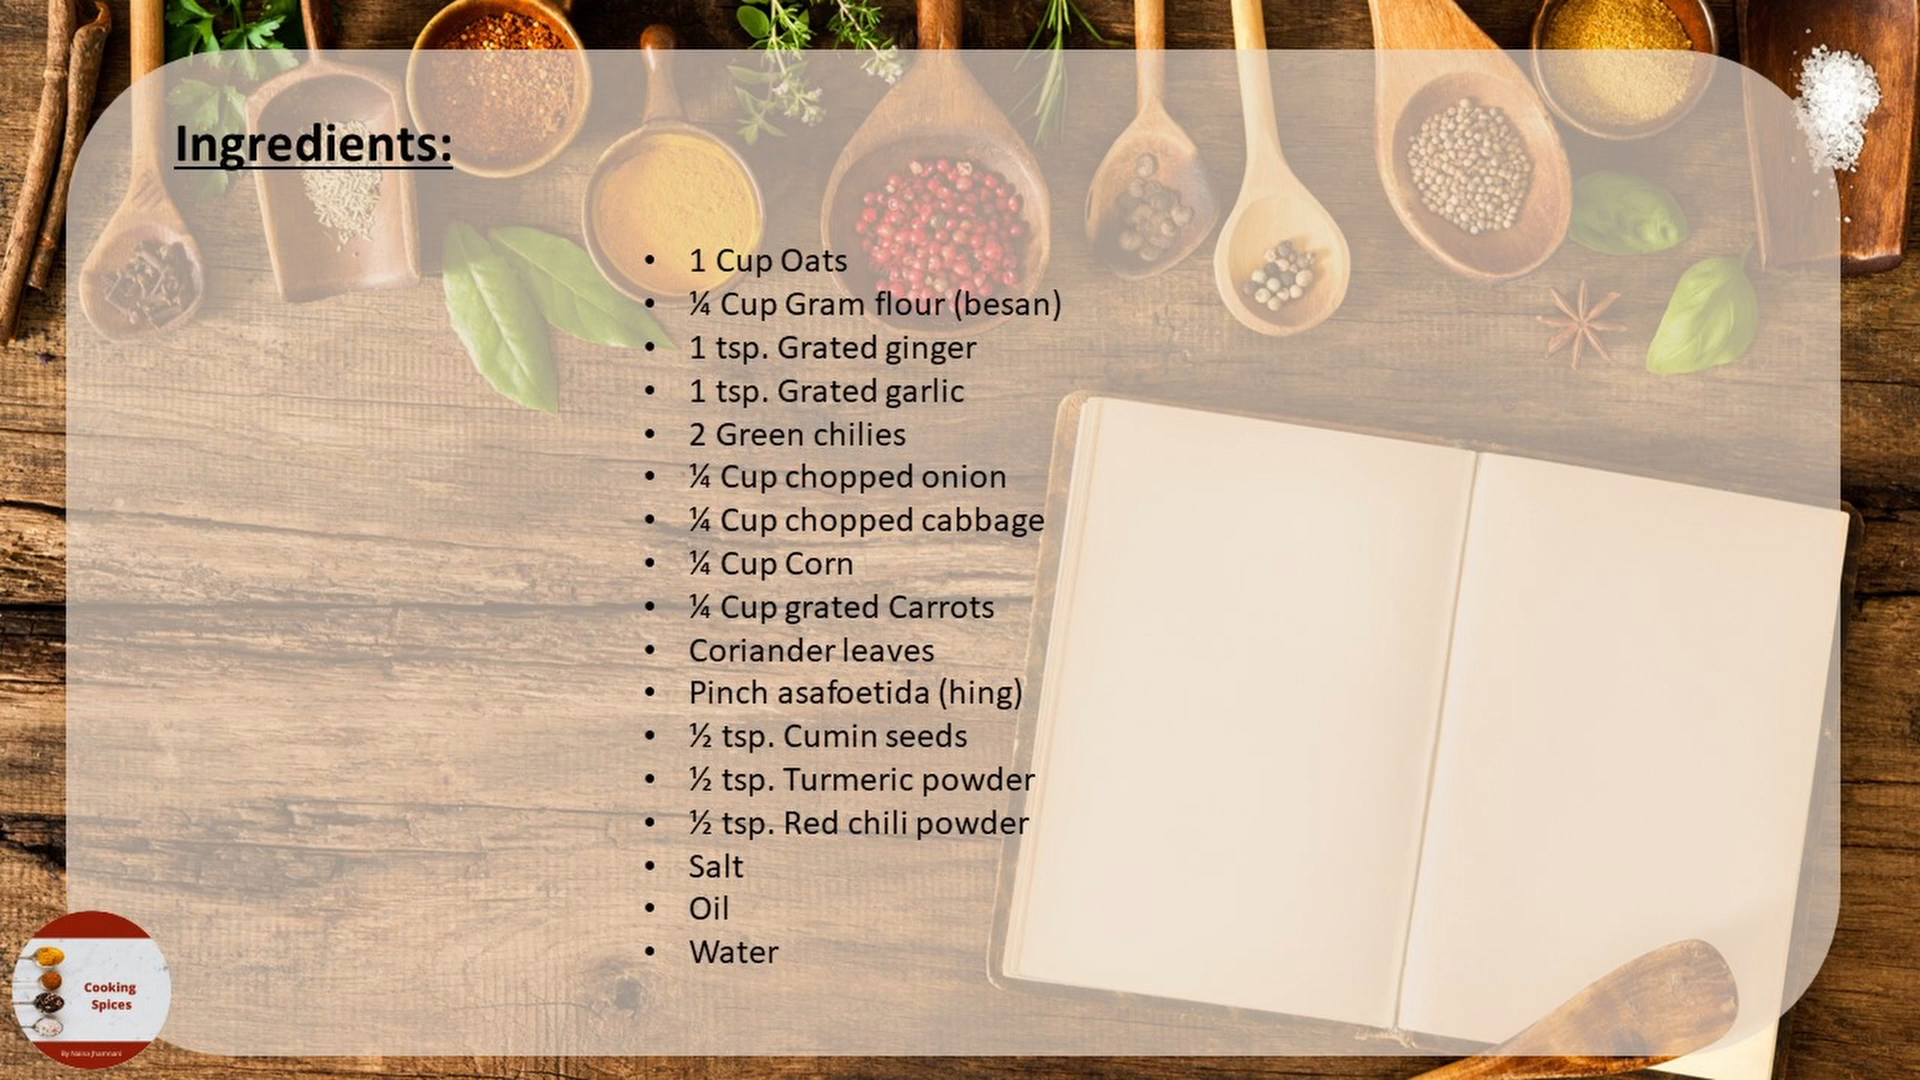 Ingredients:
• 1 Cup Oats
• ¼ Cup Gram flour (besan)
• 1 tsp. Grated ginger
• 1 tsp. Grated garlic
• 2 Green chilies
• ¼ Cup chopped onion
• ¼ Cup chopped cabbage
• ¼ Cup Corn
• ¼ Cup grated Carrots
• Coriander leaves
• Pinch asafoetida (hing)
• ½ tsp. Cumin seeds
• ½ tsp. Turmeric powder
• ½ tsp. Red chili powder
• Salt
• Oil
• Water
Cooking
Spices